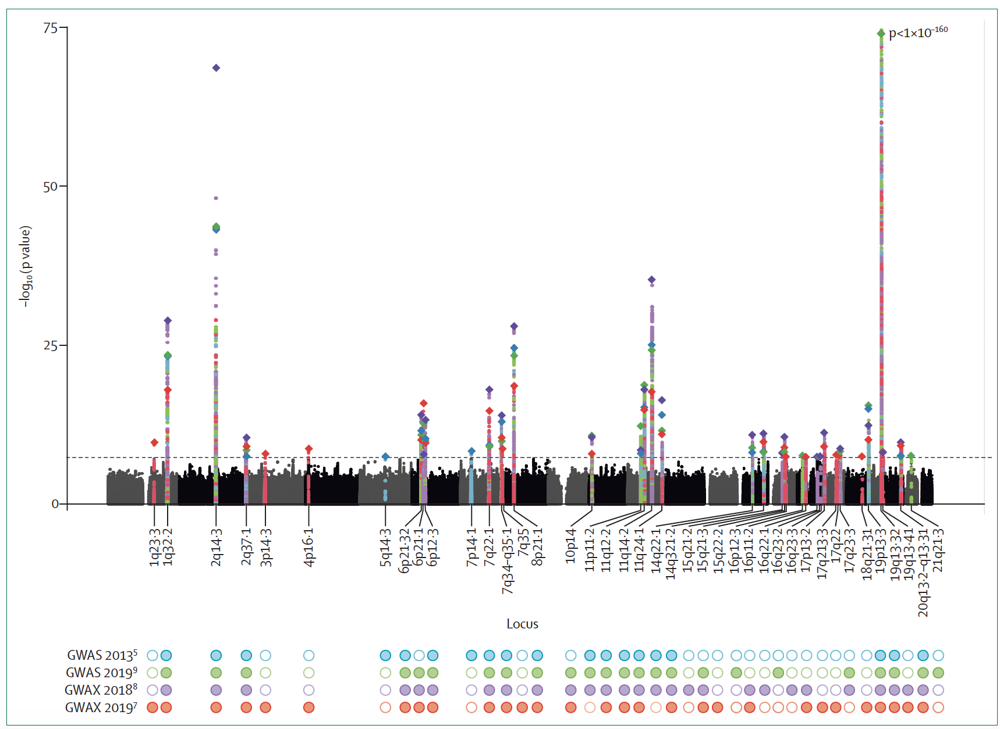 75
p<1×10⁻¹⁶⁰
50
25
0
−log₁₀(p value)
1q23·3
1q32·2
2q14·3
2q37·1
3p14·3
4p16·1
5q14·3
6p21·32
6p21·1
6p12·3
7p14·1
7q22·1
7q34–q35·1
7q35
8p21·1
10p14
11p11·2
11q12·2
11q14·2
11q24·1
14q22·1
14q321·2
15q21·2
15q21·3
15q22·2
16p12·3
16p11·2
16q22·1
16q23·2
16q23·3
17p13·2
17q213·3
17q22
17q23·3
18q21·31
19p13·3
19q13·32
19q13·41
20q13·2–q13·31
21q21·3
Locus
GWAS 2013⁵
GWAS 2019⁹
GWAX 2018⁸
GWAX 2019⁷